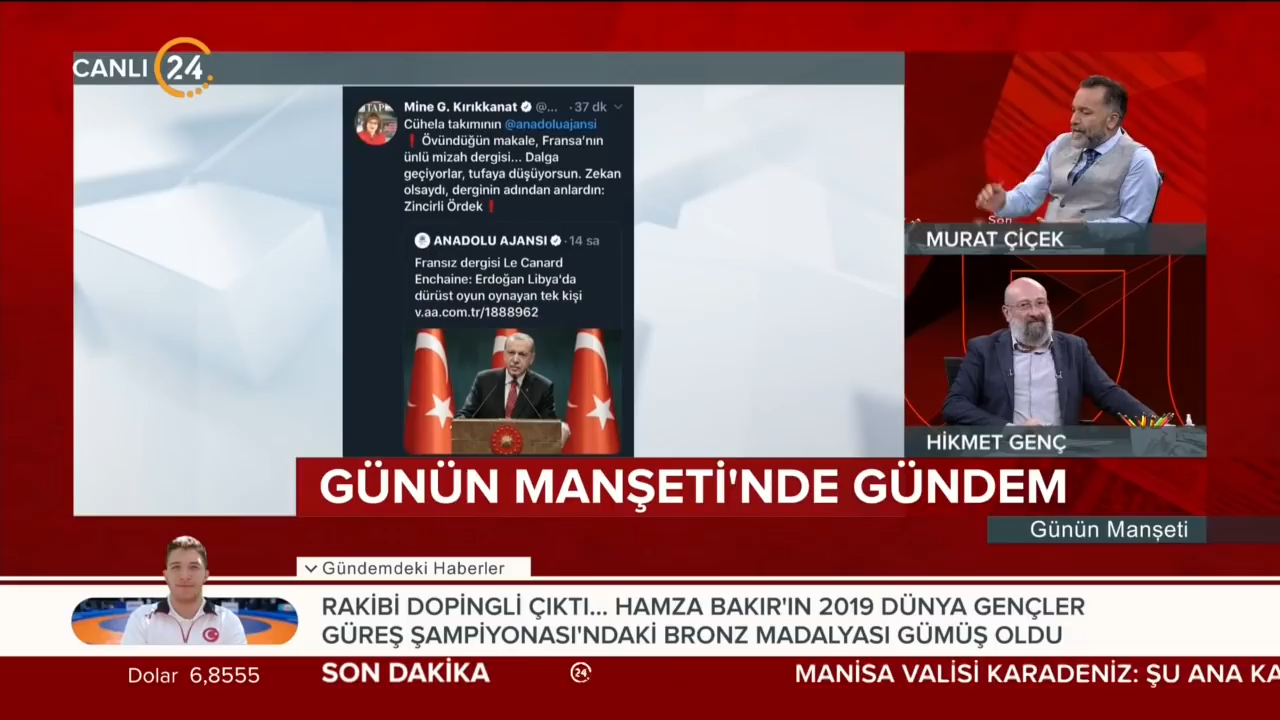 CANLI 24
Mine G. Kırıkkanat @... · 37 dk
Cühela takımının @anadoluajansi
❗ Övündüğün makale, Fransa'nın
ünlü mizah dergisi... Dalga
geçiyorlar, tufaya düşüyorsun. Zekan
olsaydı, derginin adından anlardın:
Zincirli Ördek❗
ANADOLU AJANSI · 14 sa
Fransız dergisi Le Canard
Enchaine: Erdoğan Libya'da
dürüst oyun oynayan tek kişi
v.aa.com.tr/1888962
Son
MURAT ÇİÇEK
HİKMET GENÇ
GÜNÜN MANŞETİ'NDE GÜNDEM
Günün Manşeti
Gündemdeki Haberler
RAKİBİ DOPİNGLİ ÇIKTI... HAMZA BAKIR'IN 2019 DÜNYA GENÇLER
GÜREŞ ŞAMPİYONASI'NDAKİ BRONZ MADALYASI GÜMÜŞ OLDU
Dolar 6,8555
SON DAKİKA
24
MANİSA VALİSİ KARADENİZ: ŞU ANA KA